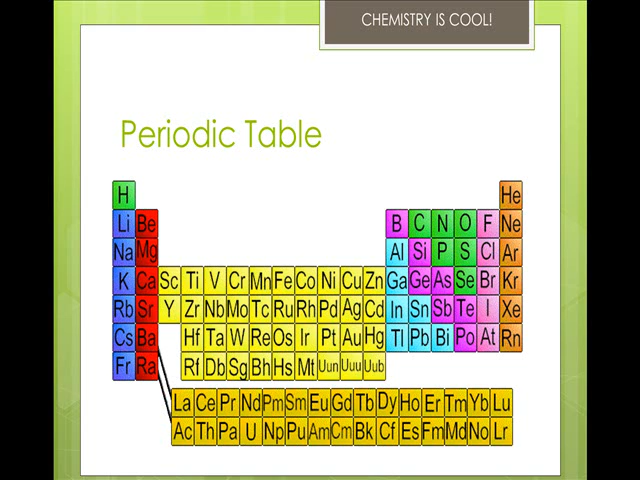 CHEMISTRY IS COOL!
Periodic Table
H He
Li Be B C N O F Ne
Na Mg Al Si P S Cl Ar
K Ca Sc Ti V Cr Mn Fe Co Ni Cu Zn Ga Ge As Se Br Kr
Rb Sr Y Zr Nb Mo Tc Ru Rh Pd Ag Cd In Sn Sb Te I Xe
Cs Ba Hf Ta W Re Os Ir Pt Au Hg Tl Pb Bi Po At Rn
Fr Ra Rf Db Sg Bh Hs Mt Uun Uuu Uub
La Ce Pr Nd Pm Sm Eu Gd Tb Dy Ho Er Tm Yb Lu
Ac Th Pa U Np Pu Am Cm Bk Cf Es Fm Md No Lr